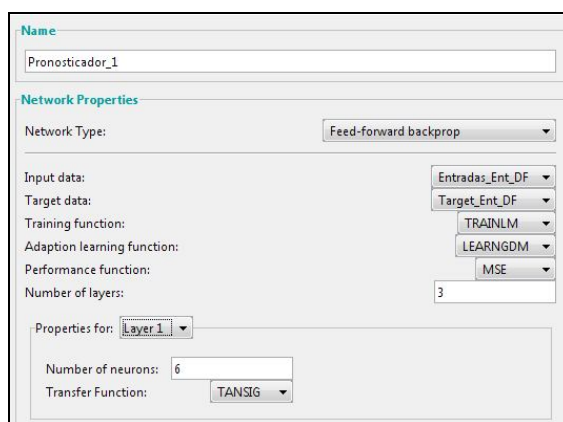 Name
Pronosticador_1
Network Properties
Network Type: Feed-forward backprop
Input data: Entradas_Ent_DF
Target data: Target_Ent_DF
Training function: TRAINLM
Adaption learning function: LEARNGDM
Performance function: MSE
Number of layers: 3
Properties for: Layer 1
Number of neurons: 6
Transfer Function: TANSIG